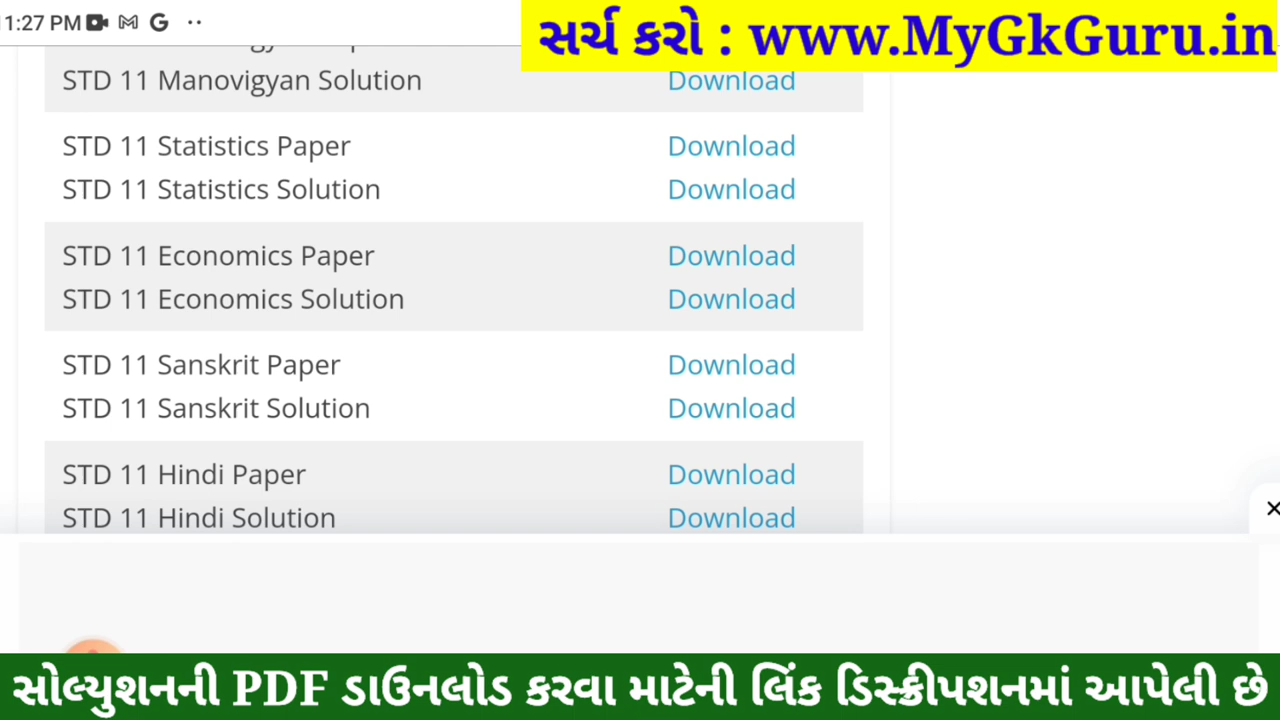 1:27 PM
સર્ચ કરો : www.MyGkGuru.in
STD 11 Manovigyan Solution Download
STD 11 Statistics Paper Download
STD 11 Statistics Solution Download
STD 11 Economics Paper Download
STD 11 Economics Solution Download
STD 11 Sanskrit Paper Download
STD 11 Sanskrit Solution Download
STD 11 Hindi Paper Download
STD 11 Hindi Solution Download
સોલ્યુશનની PDF ડાઉનલોડ કરવા માટેની લિંક ડિસ્ક્રીપશનમાં આપેલી છે